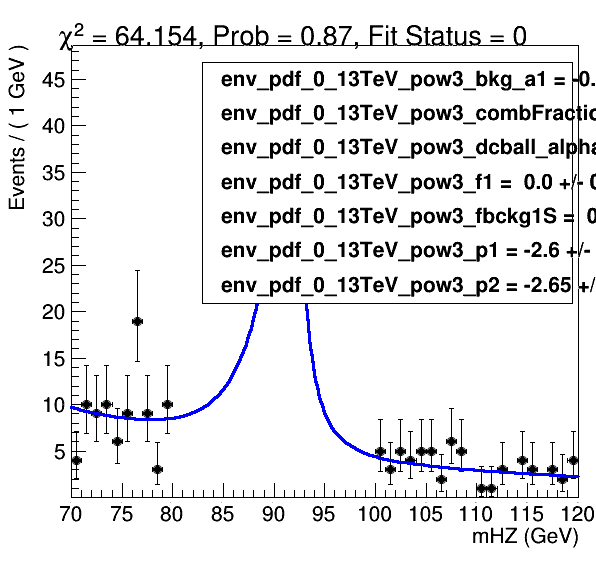 χ² = 64.154, Prob = 0.87, Fit Status = 0
Events / ( 1 GeV )
45
40
35
30
25
20
15
10
5
env_pdf_0_13TeV_pow3_bkg_a1 = -0.
env_pdf_0_13TeV_pow3_combFractio
env_pdf_0_13TeV_pow3_dcball_alpha
env_pdf_0_13TeV_pow3_f1 = 0.0 +/- 0
env_pdf_0_13TeV_pow3_fbckg1S = 0
env_pdf_0_13TeV_pow3_p1 = -2.6 +/-
env_pdf_0_13TeV_pow3_p2 = -2.65 +/
70 75 80 85 90 95 100 105 110 115 120
mHZ (GeV)